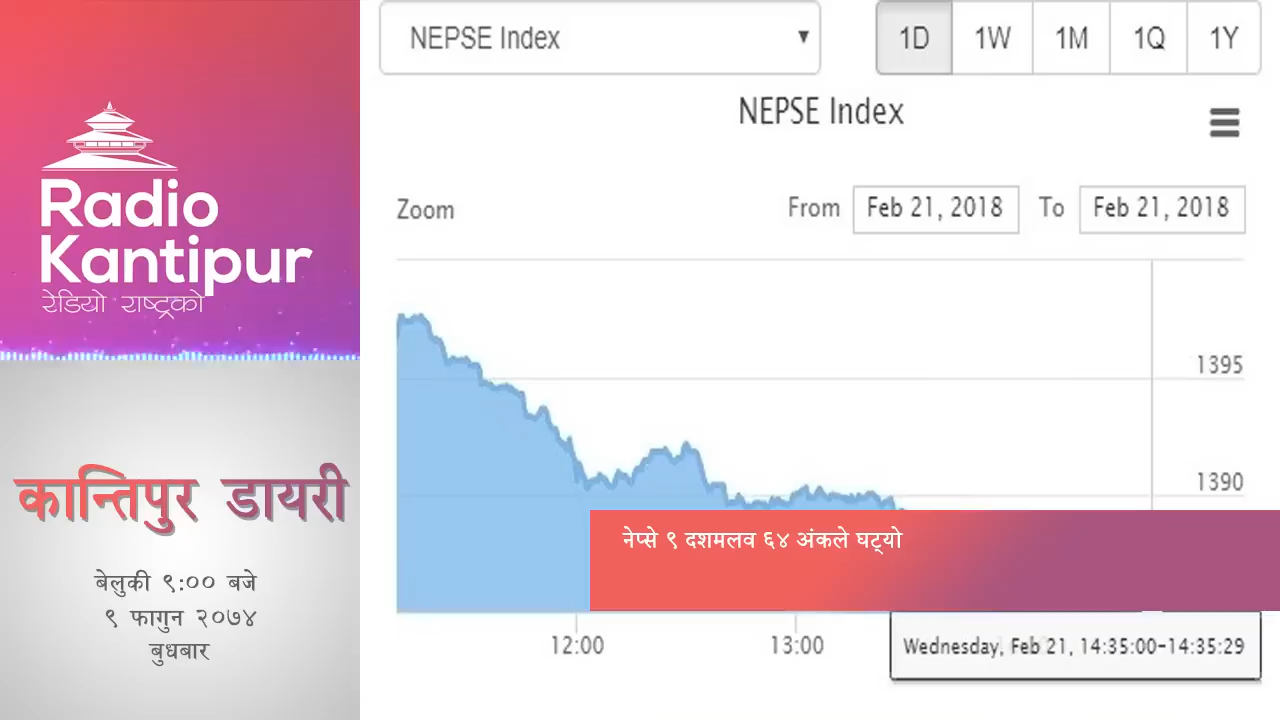 Radio
Kantipur
रेडियो राष्ट्रको
कान्तिपुर डायरी
बेलुकी ९:०० बजे
९ फागुन २०७४
बुधबार
NEPSE Index
1D 1W 1M 1Q 1Y
NEPSE Index
Zoom From Feb 21, 2018 To Feb 21, 2018
1395
1390
नेप्से ९ दशमलव ६४ अंकले घट्यो
12:00 13:00
Wednesday, Feb 21, 14:35:00-14:35:29